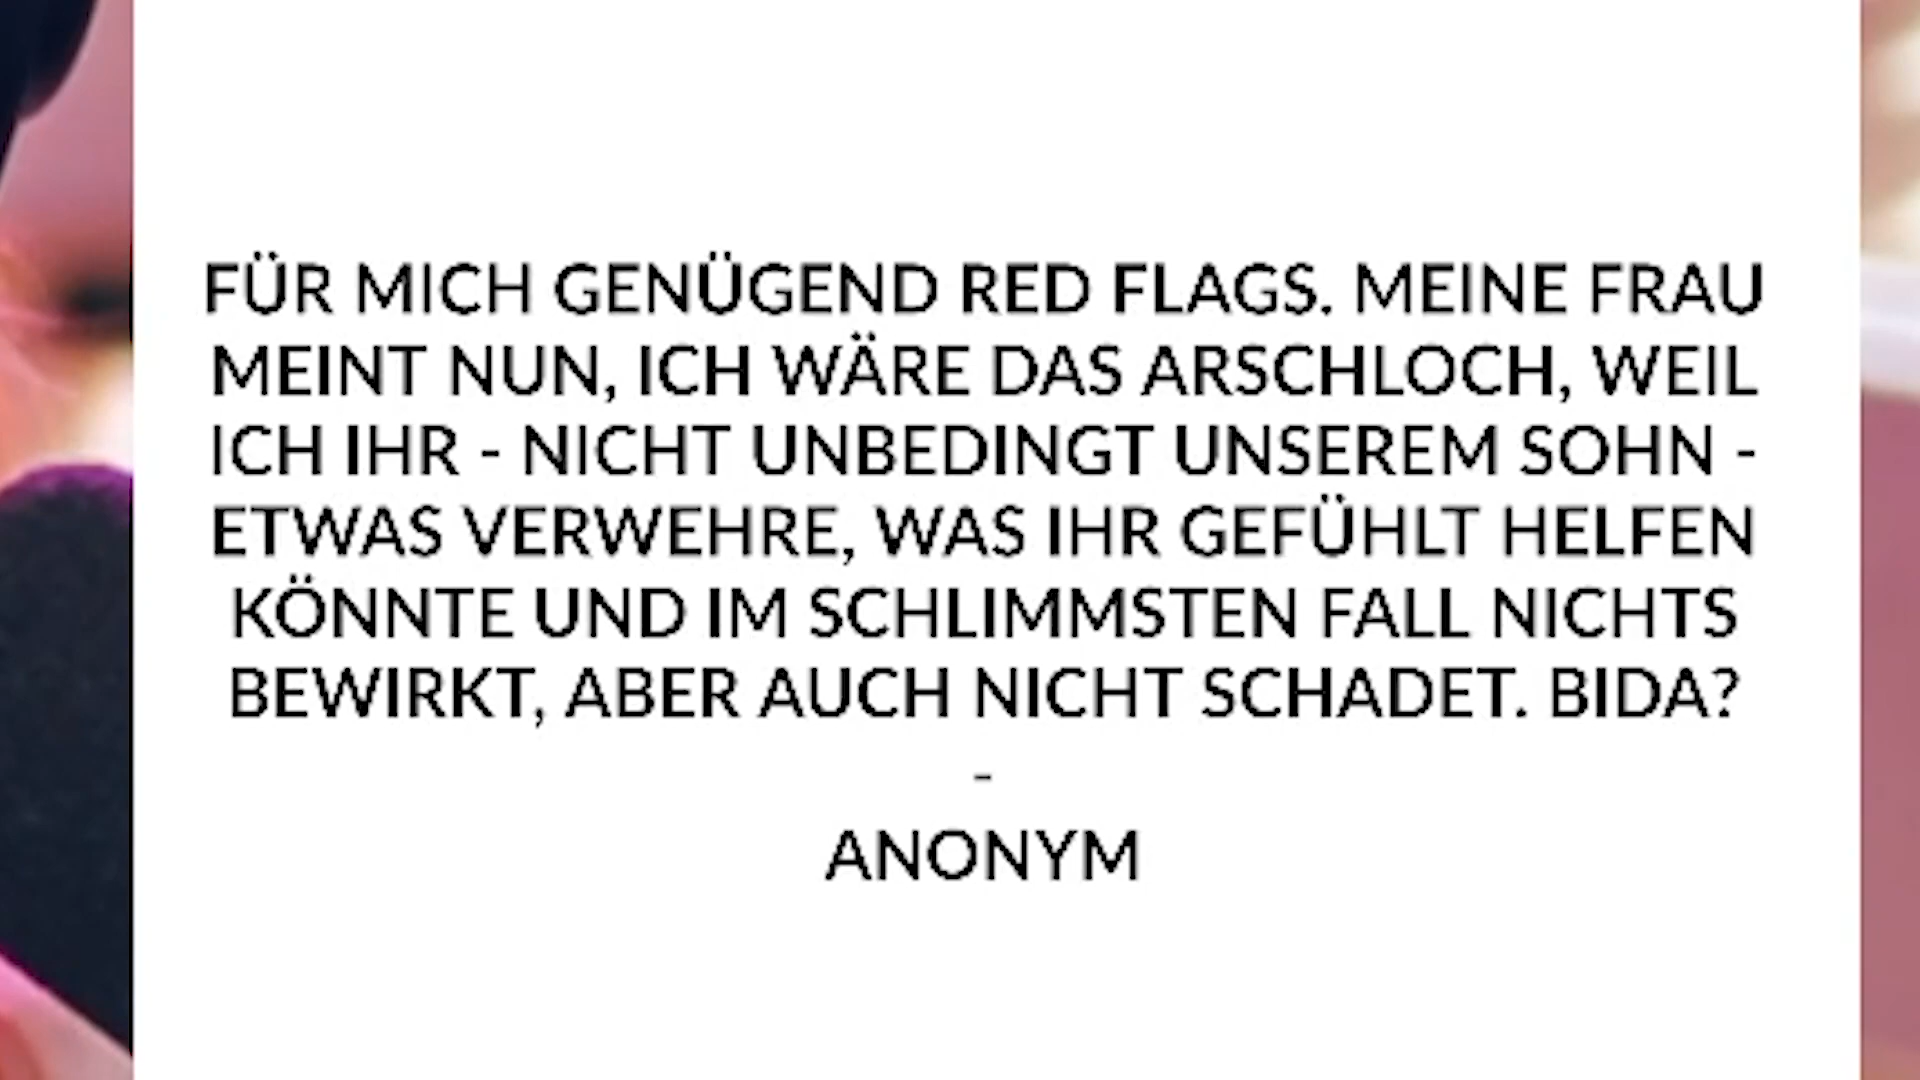 FÜR MICH GENÜGEND RED FLAGS. MEINE FRAU
MEINT NUN, ICH WÄRE DAS ARSCHLOCH, WEIL
ICH IHR - NICHT UNBEDINGT UNSEREM SOHN -
ETWAS VERWEHRE, WAS IHR GEFÜHLT HELFEN
KÖNNTE UND IM SCHLIMMSTEN FALL NICHTS
BEWIRKT, ABER AUCH NICHT SCHADET. BIDA?
-
ANONYM